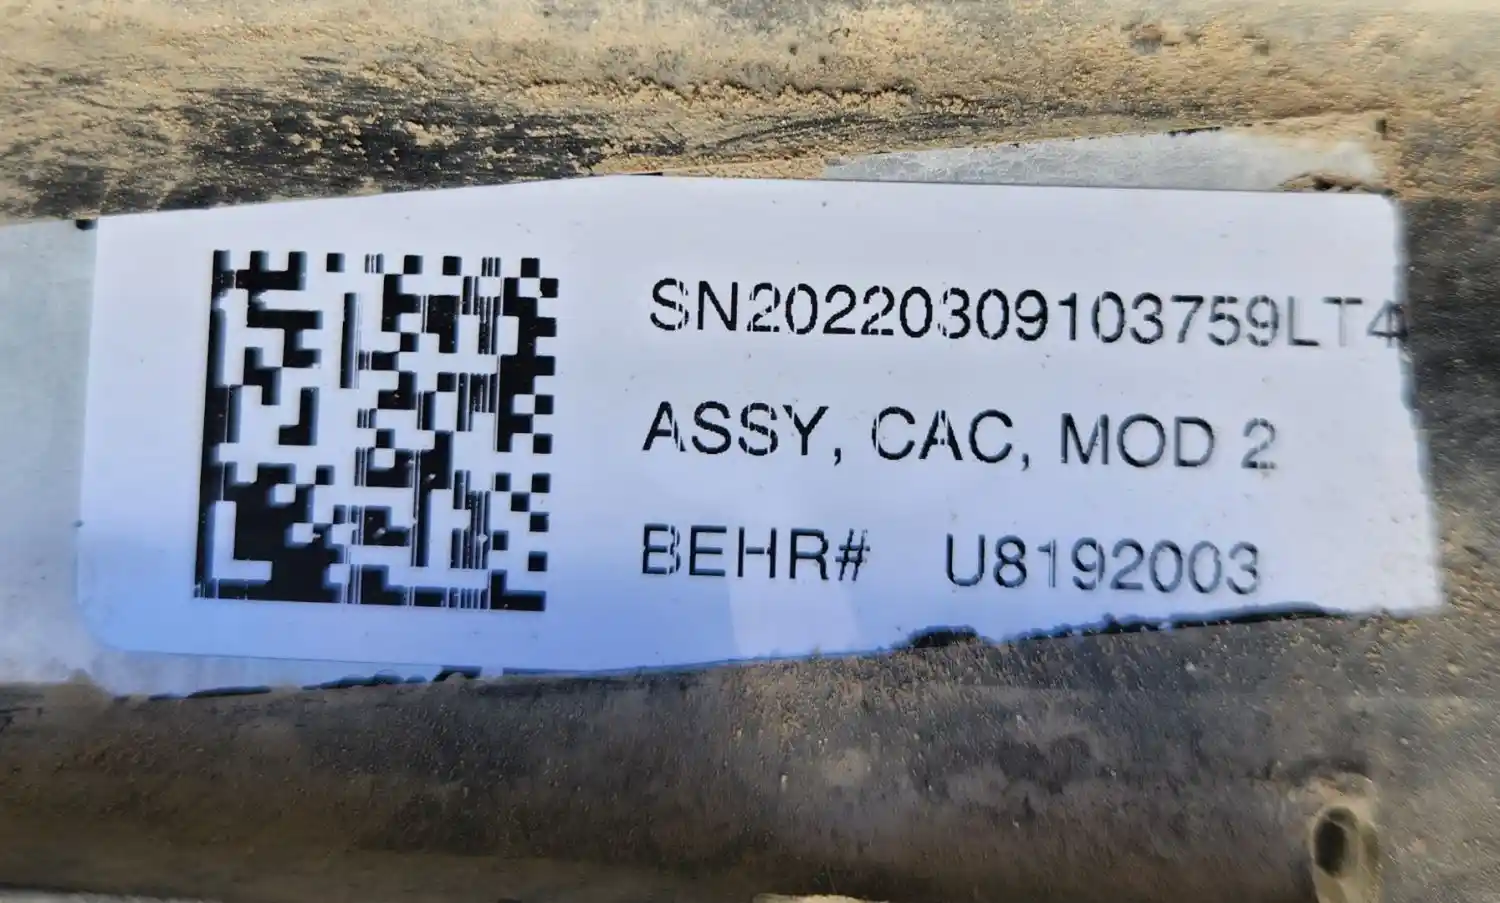 SN20220309103759LT4
ASSY, CAC, MOD 2
BEHR# U8192003